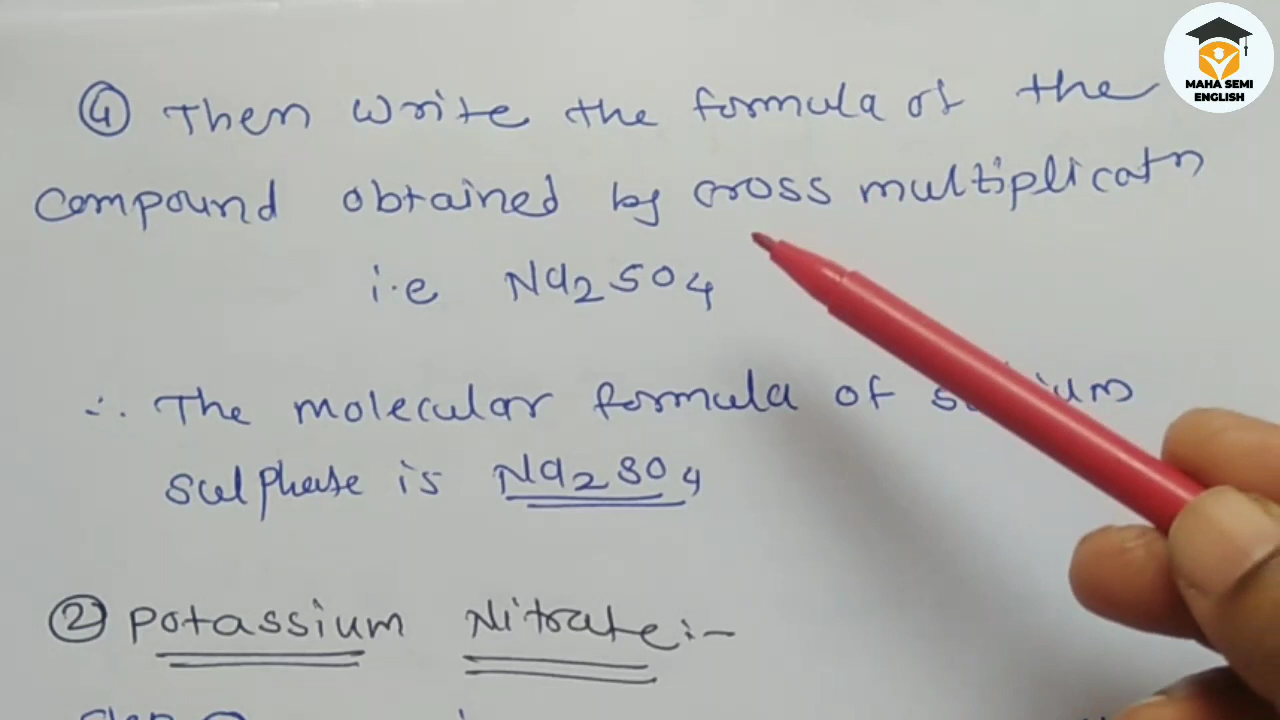 MAHA SEMI
ENGLISH
④ Then write the formula of the
compound obtained by cross multiplicatn
i.e Na2SO4
∴ The molecular formula of
sulphate is Na2SO4
② Potassium Nitrate :-